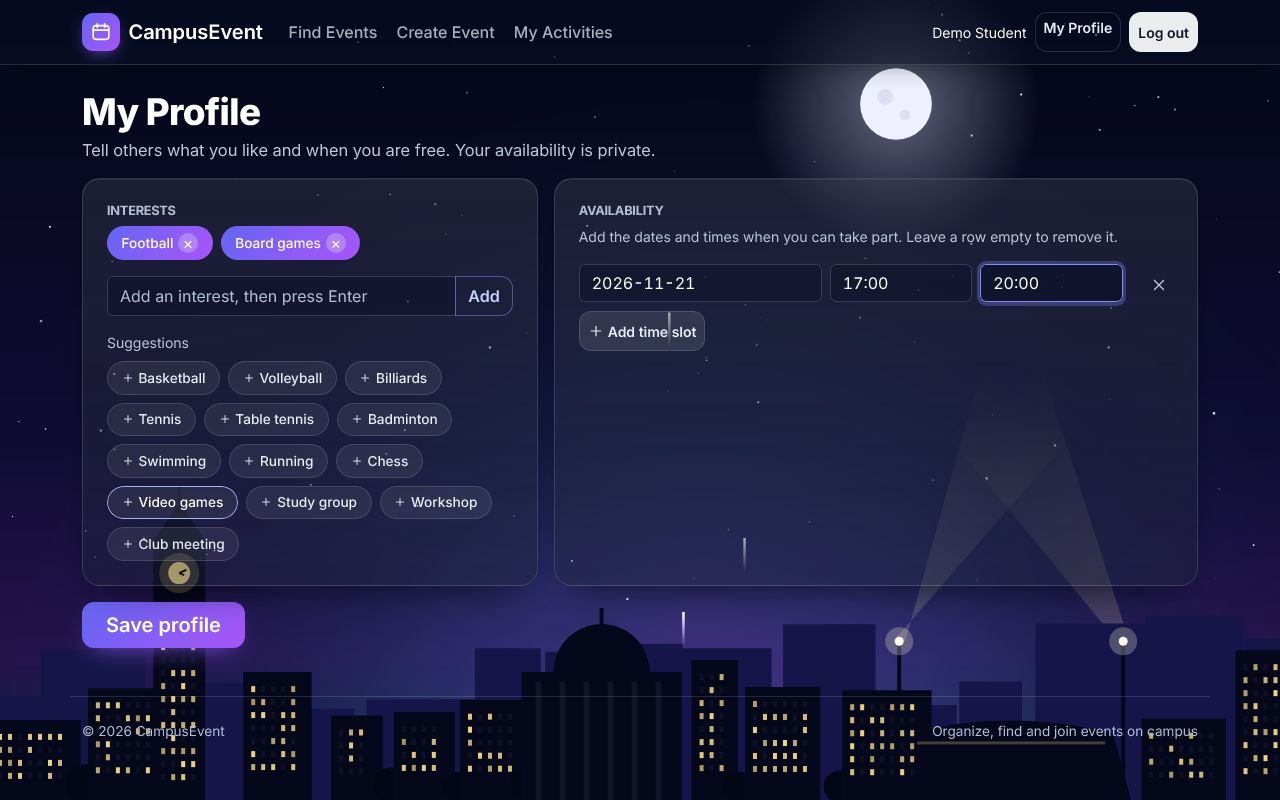 CampusEvent Find Events Create Event My Activities Demo Student My Profile Log out
My Profile
Tell others what you like and when you are free. Your availability is private.
INTERESTS
Football ×
Board games ×
Add an interest, then press Enter Add
Suggestions
+ Basketball + Volleyball + Billiards
+ Tennis + Table tennis + Badminton
+ Swimming + Running + Chess
+ Video games + Study group + Workshop
+ Club meeting
AVAILABILITY
Add the dates and times when you can take part. Leave a row empty to remove it.
2026-11-21 17:00 20:00 ×
+ Add time slot
Save profile
© 2026 CampusEvent
Organize, find and join events on campus